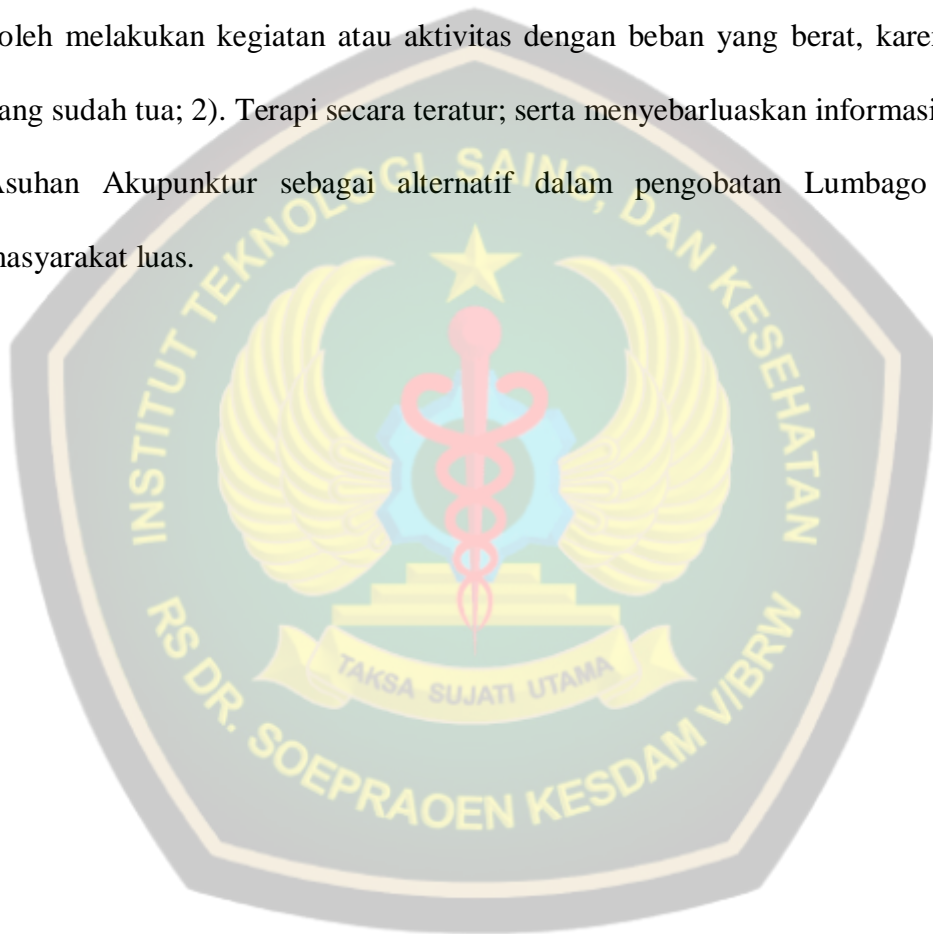 oleh melakukan kegiatan atau aktivitas dengan beban yang berat,
yang sudah tua; 2). Terapi secara teratur; serta menyebarluaskan informasi
Asuhan Akupunktur sebagai alternatif dalam pengobatan Lumbago
masyarakat luas.
INSTITUT TEKNOLOGI, SAINS, DAN KESEHATAN
TAKSA SUJATI UTAMA
RS DR. SOEPRAOEN KESDAM V/BRW